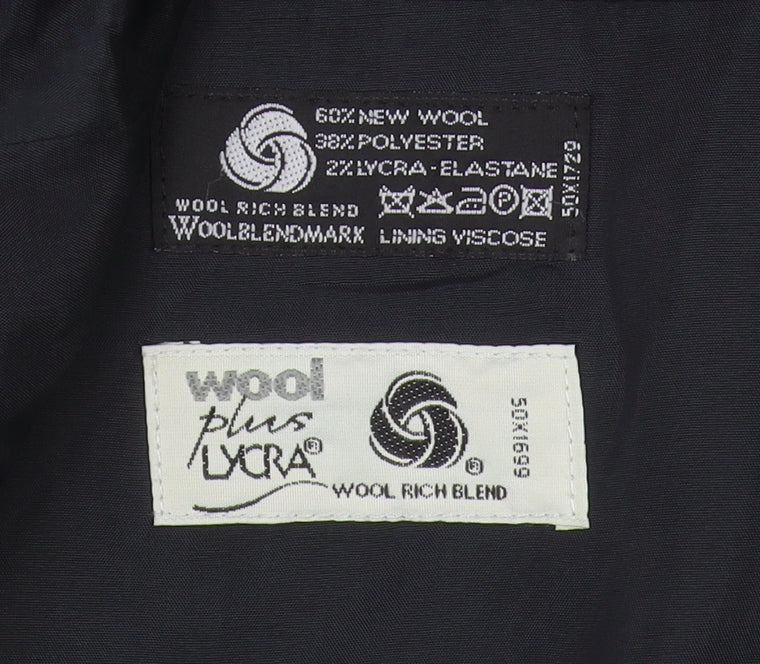 60% NEW WOOL
38% POLYESTER
2% LYCRA-ELASTANE
WOOL RICH BLEND
P
WOOLBLENDMARK
LINING VISCOSE
50X1729
wool
plus
LYCRA®
®
WOOL RICH BLEND
50X1699